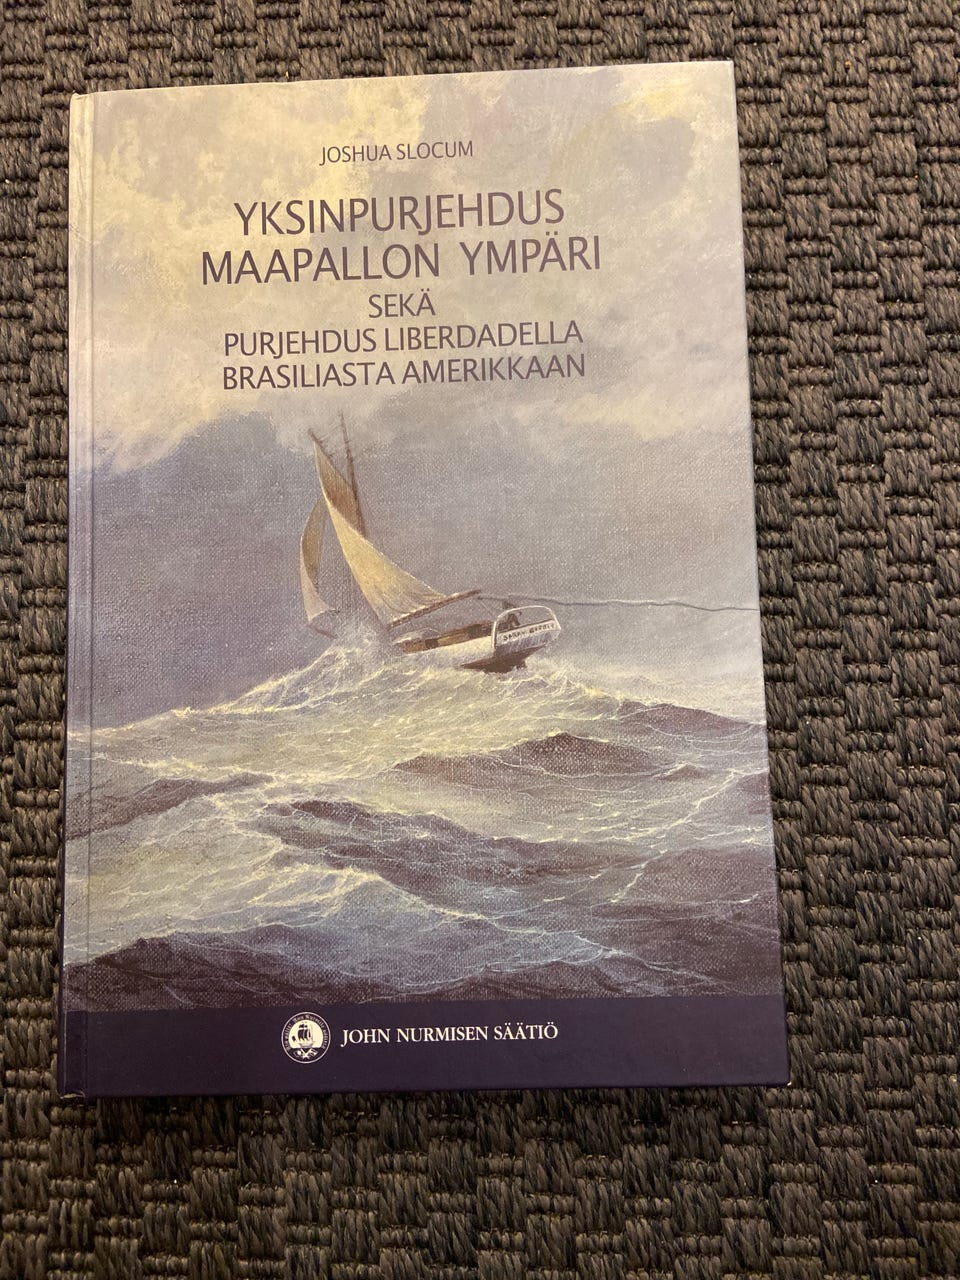 JOSHUA SLOCUM
YKSINPURJEHDUS
MAAPALLON YMPÄRI
SEKÄ
PURJEHDUS LIBERDADELLA
BRASILIASTA AMERIKKAAN
JOHN NURMISEN SÄÄTIÖ